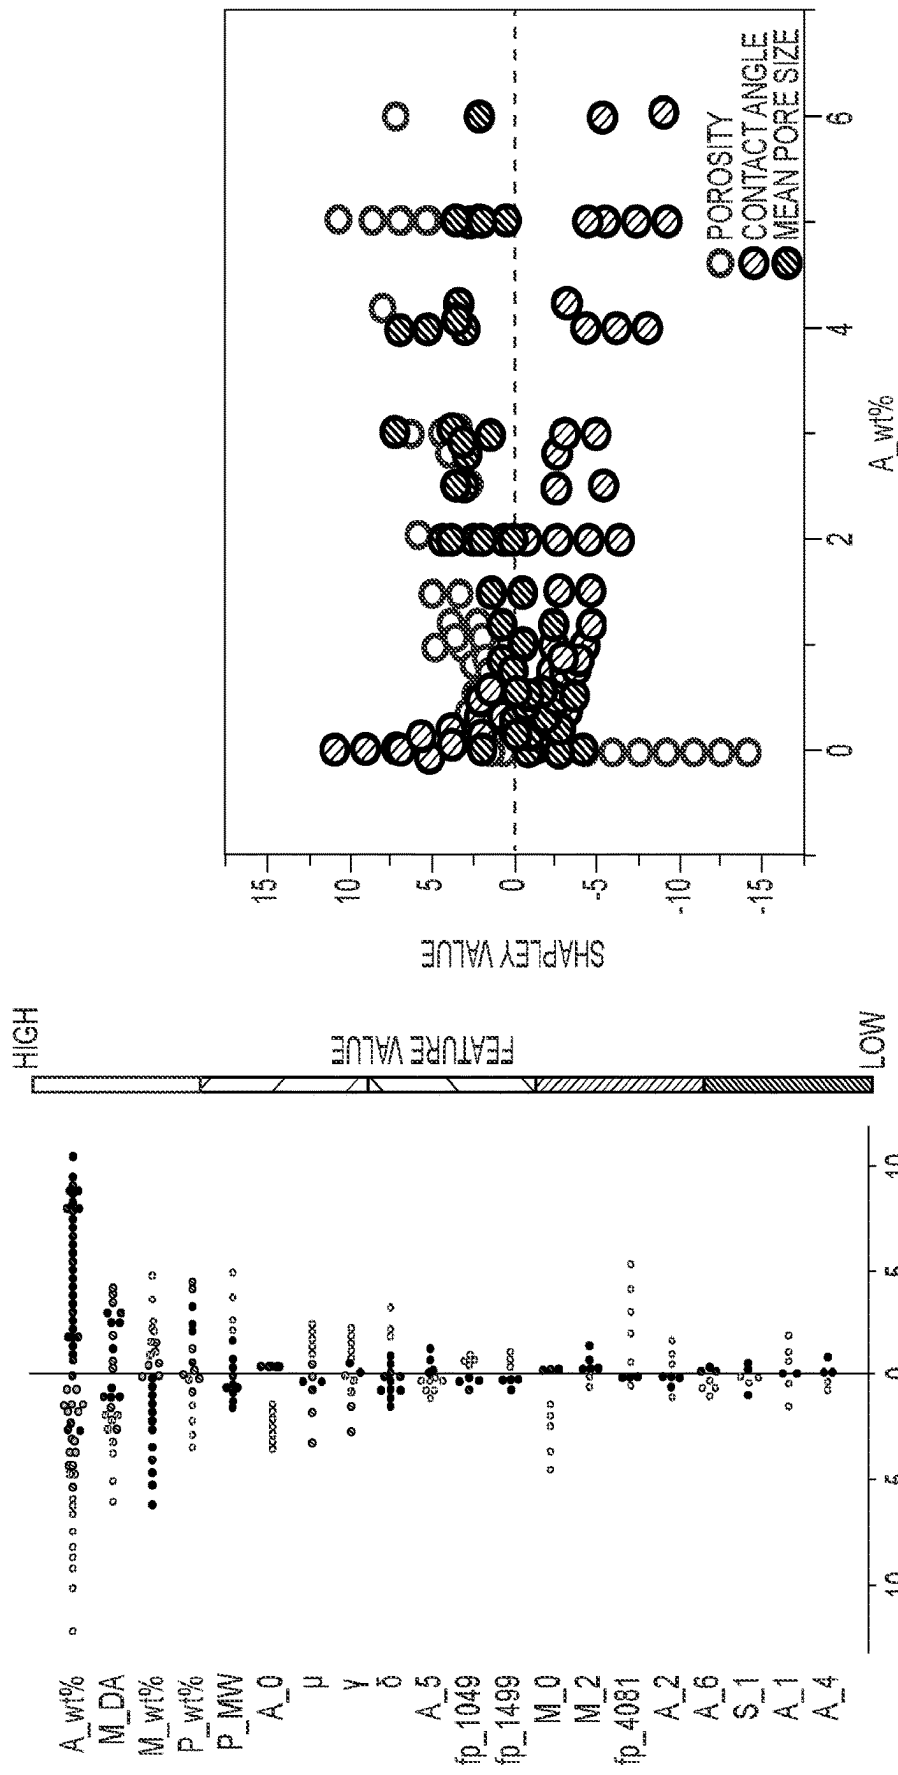 HIGH
FEATURE VALUE
LOW
A_wt%
M_DA
M_wt%
P_wt%
P_MW
A_0
μ
γ
δ
A_5
fp_1049
fp_1499
M_0
M_2
fp_4081
A_2
A_6
S_1
A_1
A_4
-10
-5
0
5
10
SHAPLEY VALUE
15
10
5
0
-5
-10
-15
0
2
4
6
A_wt%
POROSITY
CONTACT ANGLE
MEAN PORE SIZE